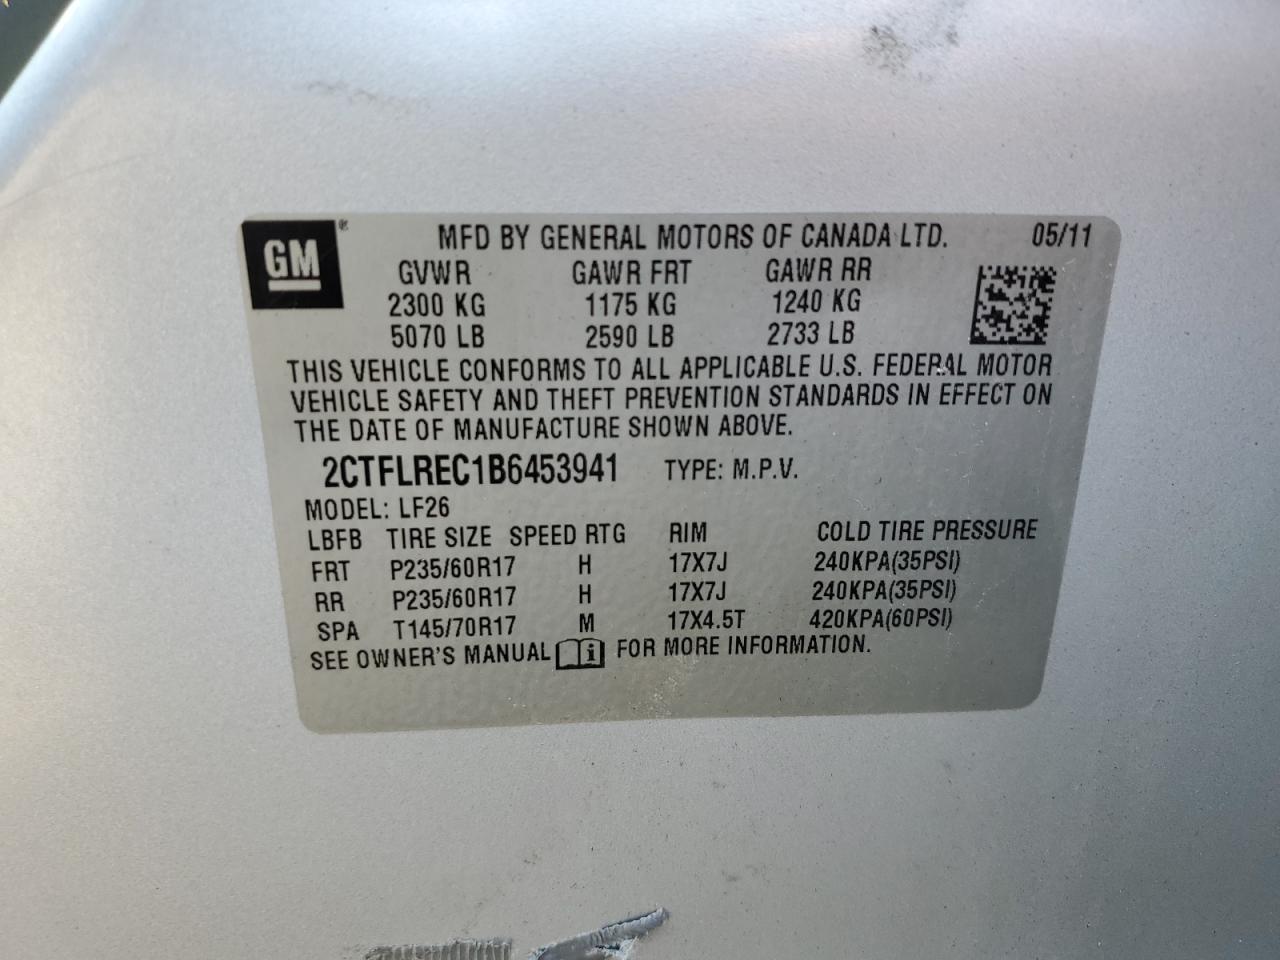 GM® MFD BY GENERAL MOTORS OF CANADA LTD. 05/11
GVWR GAWR FRT GAWR RR
2300 KG 1175 KG 1240 KG
5070 LB 2590 LB 2733 LB
THIS VEHICLE CONFORMS TO ALL APPLICABLE U.S. FEDERAL MOTOR
VEHICLE SAFETY AND THEFT PREVENTION STANDARDS IN EFFECT ON
THE DATE OF MANUFACTURE SHOWN ABOVE.
2CTFLREC1B6453941 TYPE: M.P.V.
MODEL: LF26
LBFB TIRE SIZE SPEED RTG RIM COLD TIRE PRESSURE
FRT P235/60R17 H 17X7J 240KPA(35PSI)
RR P235/60R17 H 17X7J 240KPA(35PSI)
SPA T145/70R17 M 17X4.5T 420KPA(60PSI)
SEE OWNER'S MANUAL i FOR MORE INFORMATION.